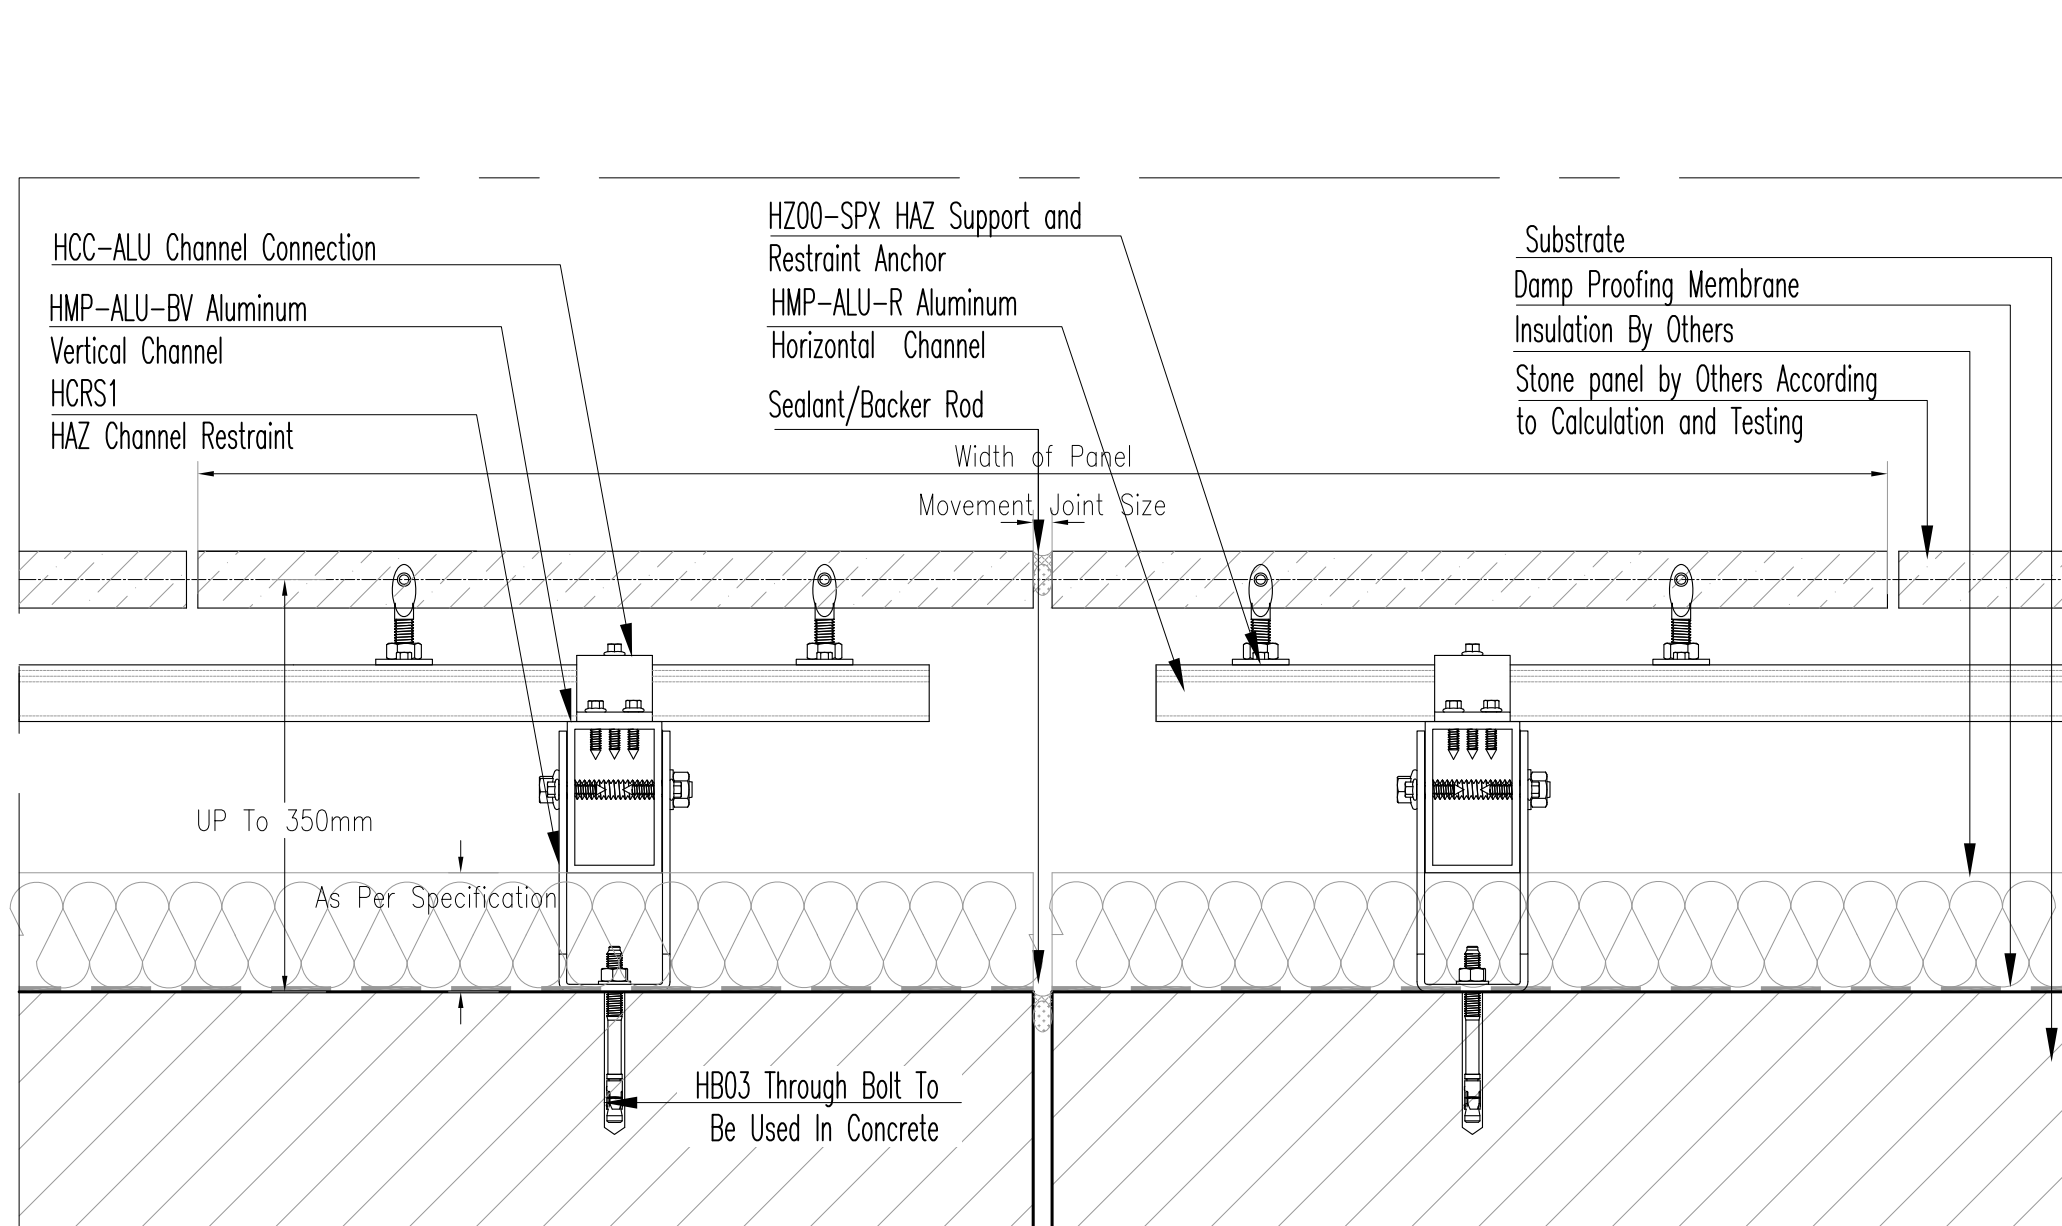 HCC-ALU Channel Connection
HMP-ALU-BV Aluminum
Vertical Channel
HCRS1
HAZ Channel Restraint
HZ00-SPX HAZ Support and
Restraint Anchor
HMP-ALU-R Aluminum
Horizontal Channel
Sealant/Backer Rod
Substrate
Damp Proofing Membrane
Insulation By Others
Stone panel by Others According
to Calculation and Testing
Width of Panel
Movement Joint Size
UP To 350mm
As Per Specification
HB03 Through Bolt To
Be Used In Concrete